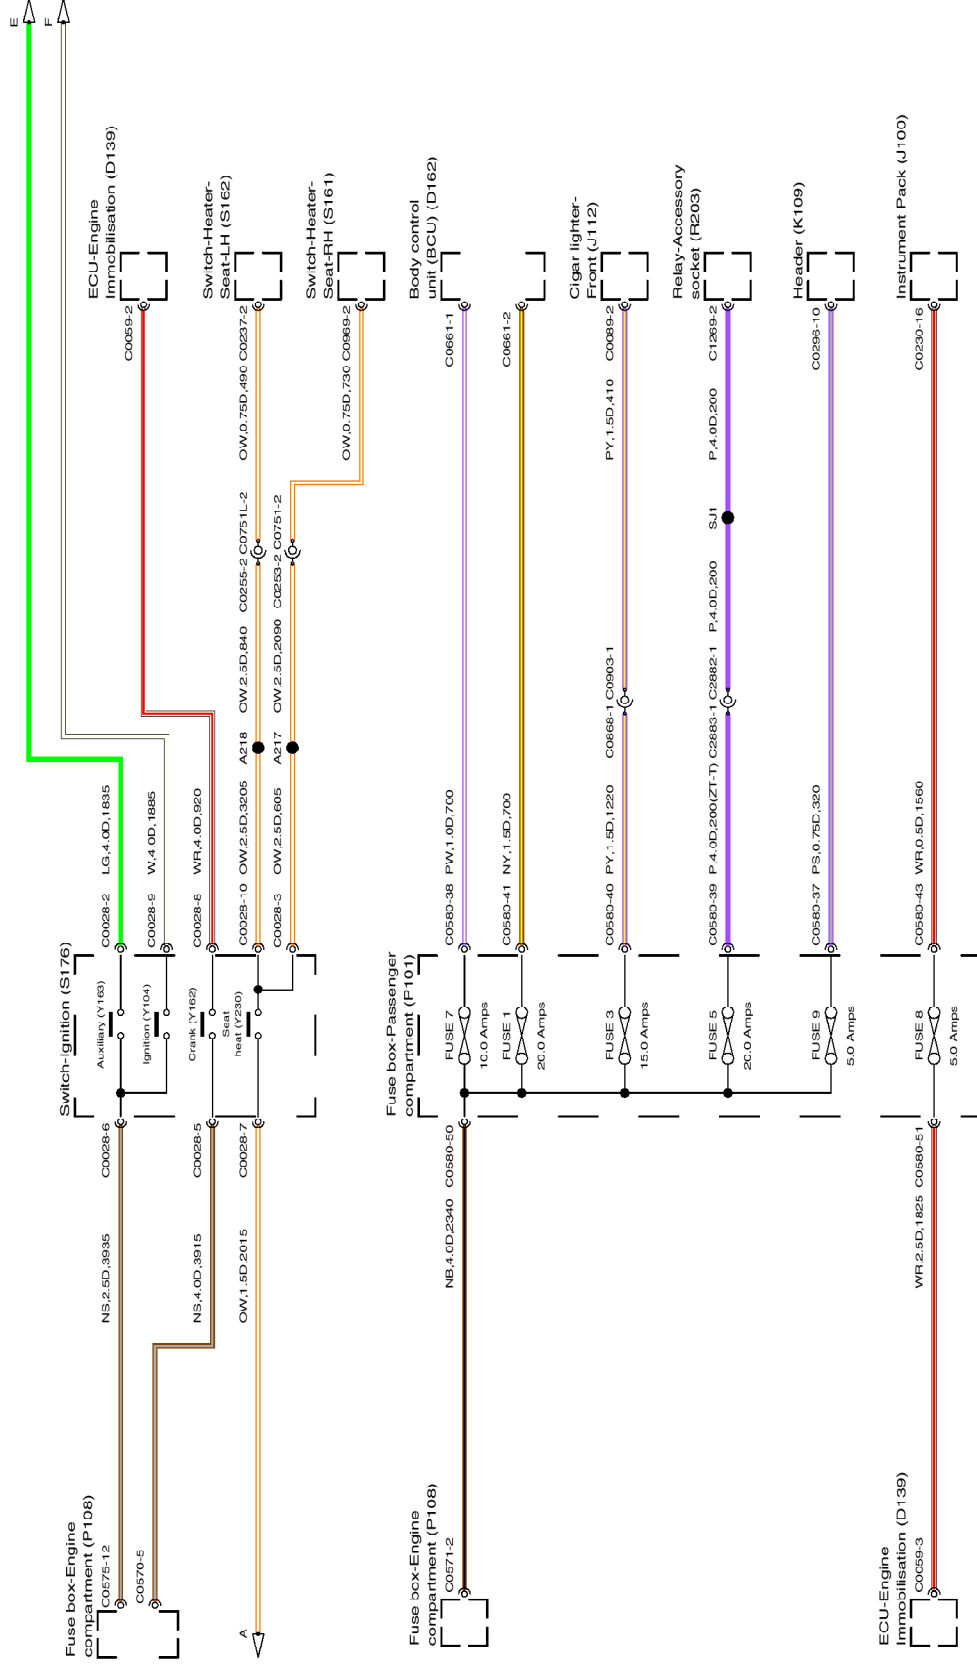 E
F
ECU-Engine
Immobilisation (D139)
C0059-2
Switch-Heater-
Seat-LH (S162)
C0237-2
OW,0.75D,490
C0751L-2
C0255-2
OW,2.5D,840
A218
OW,2.5D,3205
C0028-10
Switch-Heater-
Seat-RH (S161)
C0969-2
OW,0.75D,730
C0751-2
C0253-2
OW,2.5D,2090
A217
OW,2.5D,605
C0028-3
LG,4.0D,1835
C0028-2
W,4.0D,1885
C0028-9
WR,4.0D,920
C0028-8
Switch-Ignition (S176)
Auxiliary (Y163)
Ignition (Y104)
Crank (Y162)
Seat
heat (Y230)
C0028-6
NS,2.5D,3935
C0028-5
NS,4.0D,3915
C0028-7
OW,1.5D,2015
Fuse box-Engine
compartment (P108)
C0575-12
C0570-5
A
Body control
unit (BCU) (D162)
C0661-1
C0661-2
PW,1.0D,700
C0580-38
NY,1.5D,700
C0580-41
Cigar lighter-
Front (J112)
C0089-2
PY,1.5D,410
C0903-1
C0868-1
PY,1.5D,1220
C0580-40
Relay-Accessory
socket (R203)
C1269-2
P,4.0D,200
SJ1
P,4.0D,200
C2882-1
C2883-1
P,4.0D,200(ZT-T)
C0580-39
Header (K109)
C0296-10
PS,0.75D,320
C0580-37
Instrument Pack (J100)
C0230-16
WR,0.5D,1560
C0580-43
Fuse box-Passenger
compartment (P101)
FUSE 7
10.0 Amps
FUSE 1
20.0 Amps
FUSE 3
15.0 Amps
FUSE 5
20.0 Amps
FUSE 9
5.0 Amps
FUSE 8
5.0 Amps
C0580-50
NB,4.0D,2340
C0580-51
WR,2.5D,1825
Fuse box-Engine
compartment (P108)
C0571-2
ECU-Engine
Immobilisation (D139)
C0059-3